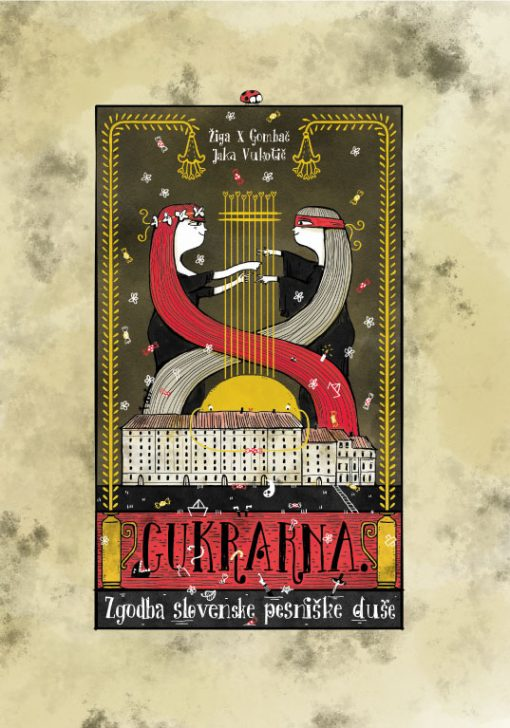 Žiga X Gombač
Jaka Vukotič
CUKRARNA.
Zgodba slovenske pesniške duše